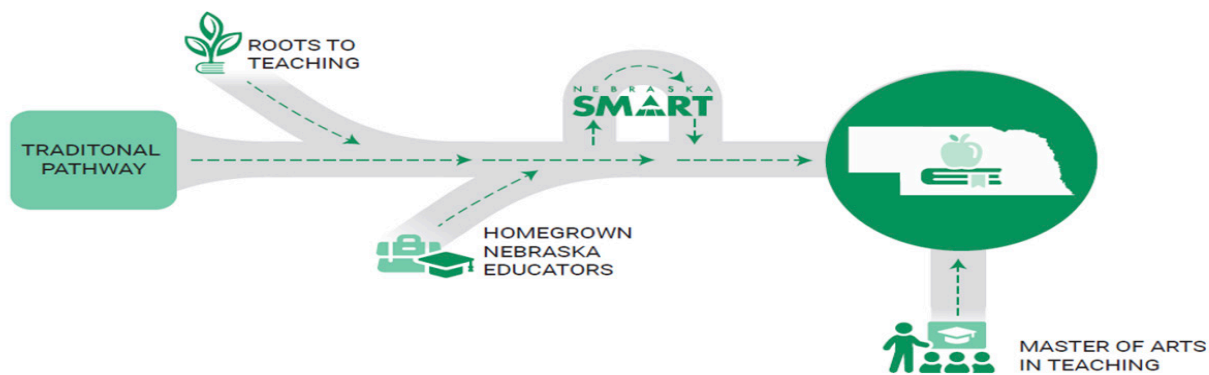 ROOTS TO
TEACHING
NEBRASKA
SMART
TRADITONAL
PATHWAY
HOMEGROWN
NEBRASKA
EDUCATORS
MASTER OF ARTS
IN TEACHING